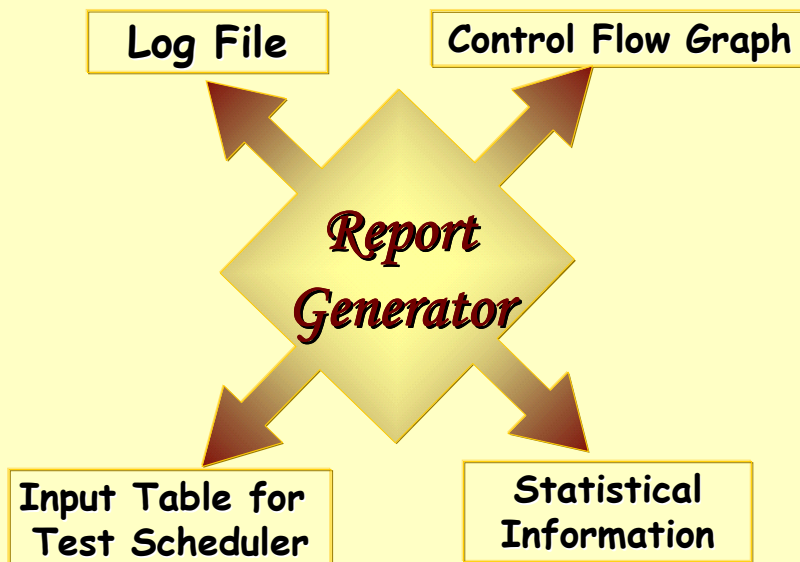 Log File
Control Flow Graph
Report
Generator
Input Table for
Test Scheduler
Statistical
Information